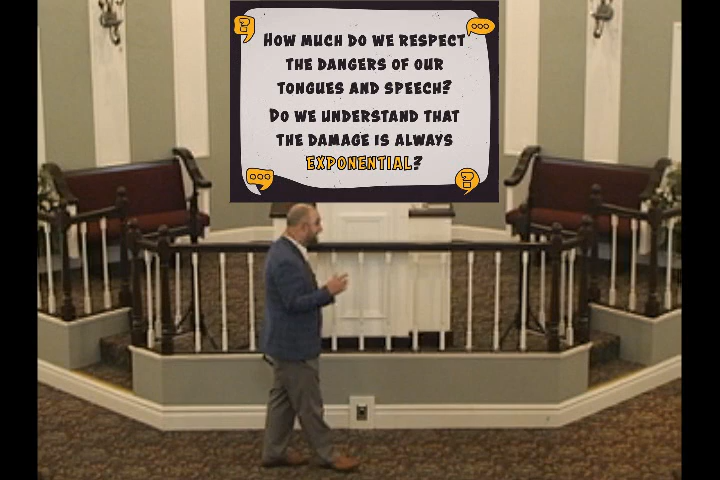 How much do we respect
the dangers of our
tongues and speech?
Do we understand that
the damage is always
exponential?